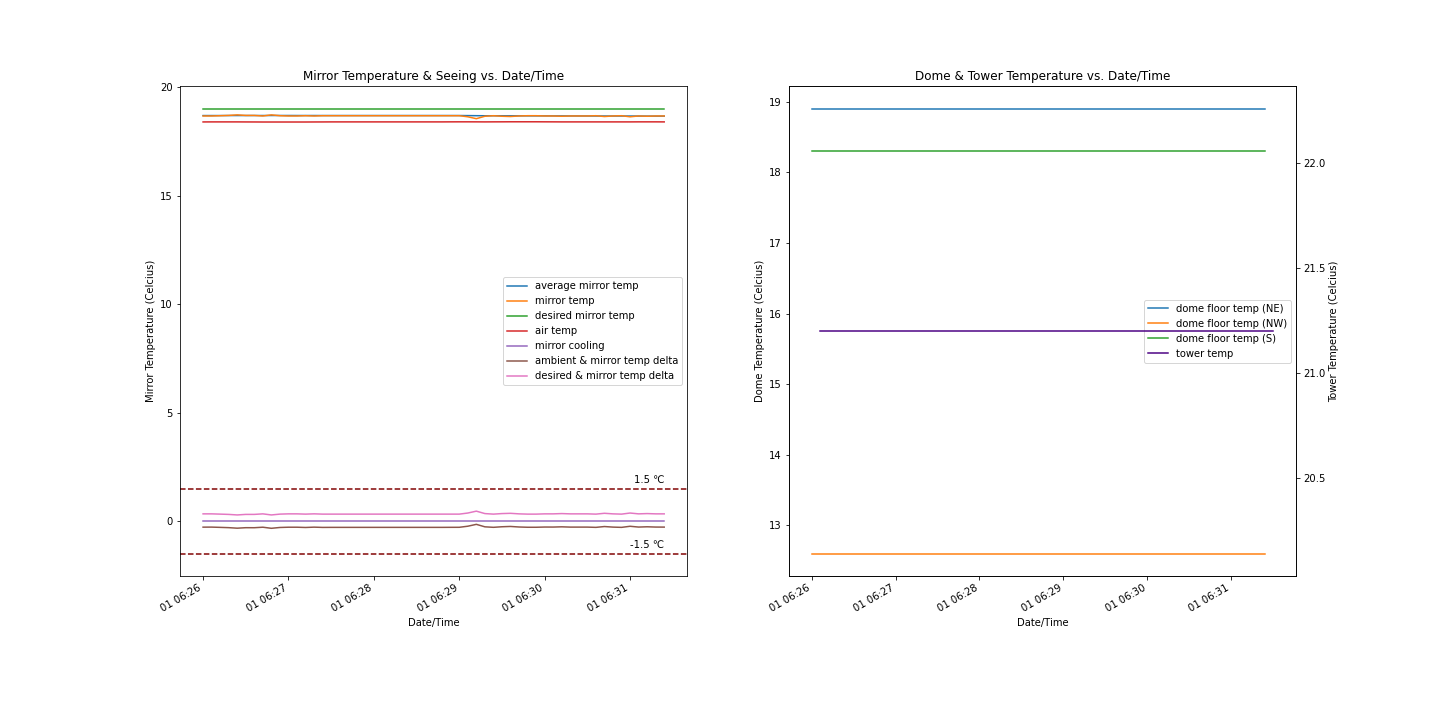 Mirror Temperature & Seeing vs. Date/Time
Mirror Temperature (Celcius)
20
15
10
5
0
average mirror temp
mirror temp
desired mirror temp
air temp
mirror cooling
ambient & mirror temp delta
desired & mirror temp delta
1.5 °C
-1.5 °C
01 06:26
01 06:27
01 06:28
01 06:29
01 06:30
01 06:31
Date/Time
Dome & Tower Temperature vs. Date/Time
Dome Temperature (Celcius)
19
18
17
16
15
14
13
dome floor temp (NE)
dome floor temp (NW)
dome floor temp (S)
tower temp
22.0
21.5
21.0
20.5
Tower Temperature (Celcius)
01 06:26
01 06:27
01 06:28
01 06:29
01 06:30
01 06:31
Date/Time